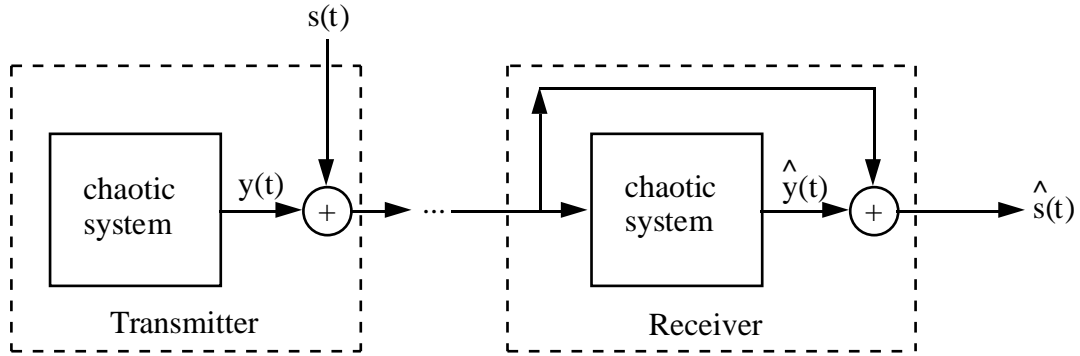 s(t)
chaotic
system
y(t)
+
...
chaotic
system
ŷ(t)
+
ŝ(t)
Transmitter
Receiver